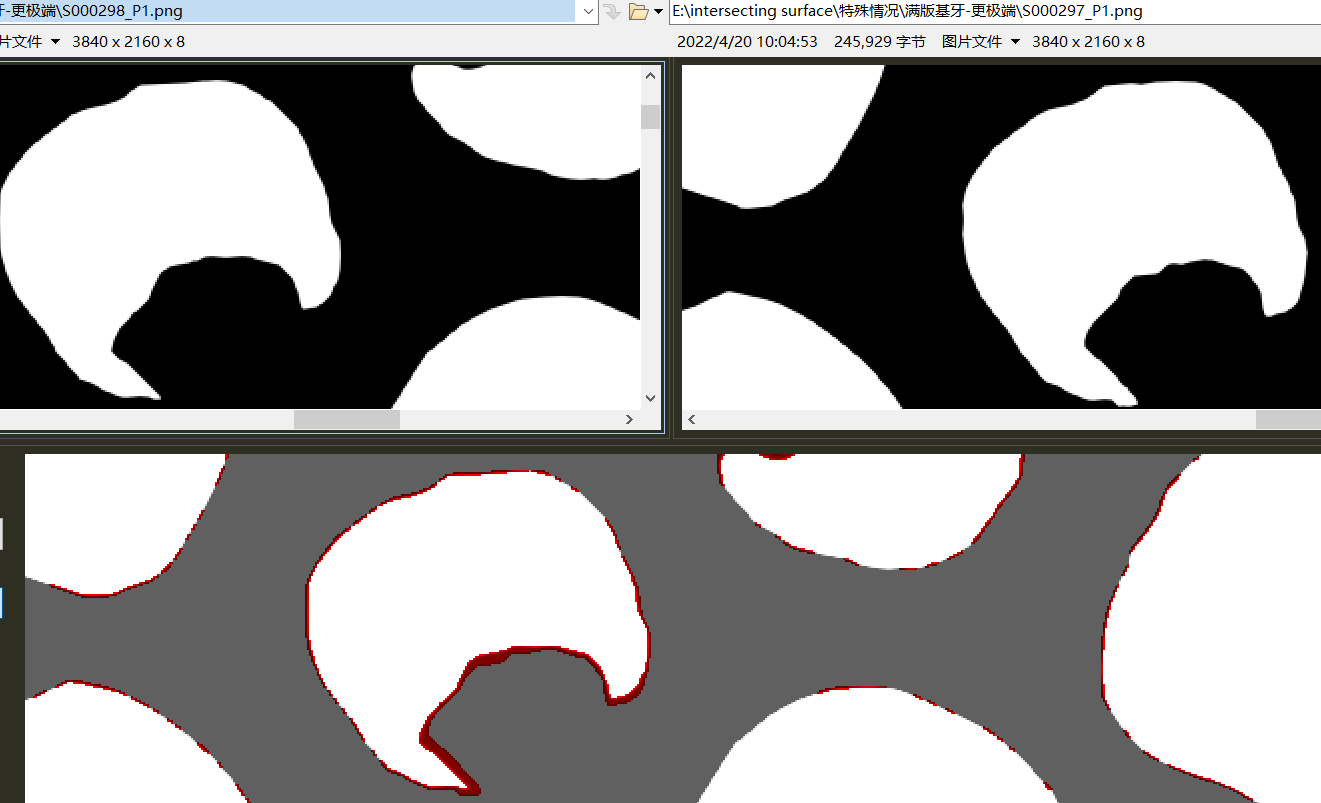 牙-更极端\S000298_P1.png
E:\intersecting surface\特殊情况\满版基牙-更极端\S000297_P1.png
片文件 3840 x 2160 x 8
2022/4/20 10:04:53 245,929 字节 图片文件 3840 x 2160 x 8